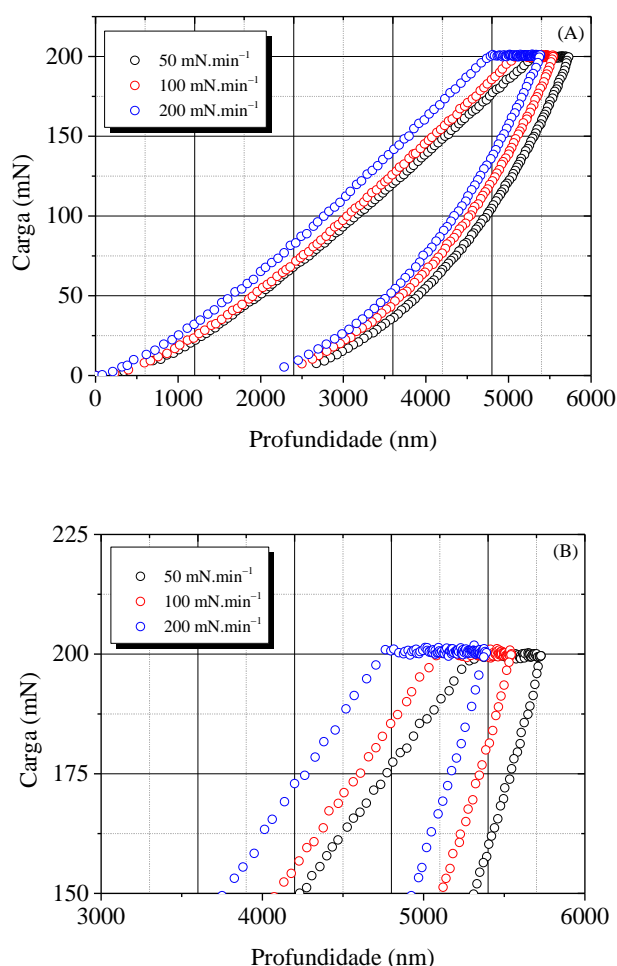 (A)
50 mN.min⁻¹
100 mN.min⁻¹
200 mN.min⁻¹
200
150
100
50
0
Carga (mN)
0 1000 2000 3000 4000 5000 6000
Profundidade (nm)
225
(B)
50 mN.min⁻¹
100 mN.min⁻¹
200 mN.min⁻¹
200
175
150
Carga (mN)
3000 4000 5000 6000
Profundidade (nm)